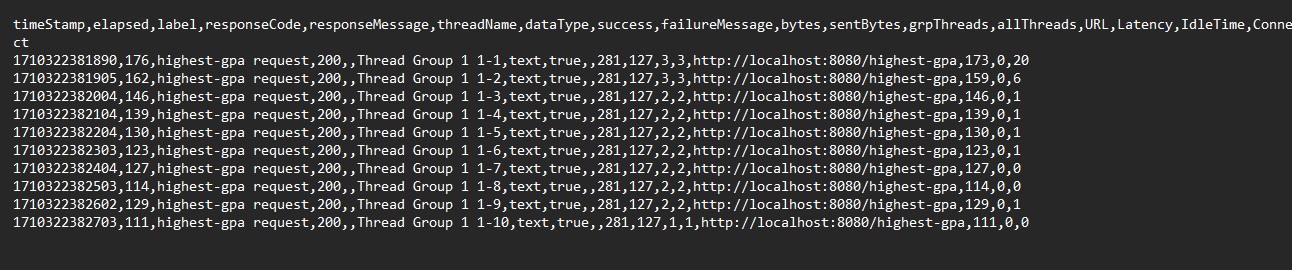 timeStamp,elapsed,label,responseCode,responseMessage,threadName,dataType,success,failureMessage,bytes,sentBytes,grpThreads,allThreads,URL,Latency,IdleTime,Conne
ct
1710322381890,176,highest-gpa request,200,,Thread Group 1 1-1,text,true,,281,127,3,3,http://localhost:8080/highest-gpa,173,0,20
1710322381905,162,highest-gpa request,200,,Thread Group 1 1-2,text,true,,281,127,3,3,http://localhost:8080/highest-gpa,159,0,6
1710322382004,146,highest-gpa request,200,,Thread Group 1 1-3,text,true,,281,127,2,2,http://localhost:8080/highest-gpa,146,0,1
1710322382104,139,highest-gpa request,200,,Thread Group 1 1-4,text,true,,281,127,2,2,http://localhost:8080/highest-gpa,139,0,1
1710322382204,130,highest-gpa request,200,,Thread Group 1 1-5,text,true,,281,127,2,2,http://localhost:8080/highest-gpa,130,0,1
1710322382303,123,highest-gpa request,200,,Thread Group 1 1-6,text,true,,281,127,2,2,http://localhost:8080/highest-gpa,123,0,1
1710322382404,127,highest-gpa request,200,,Thread Group 1 1-7,text,true,,281,127,2,2,http://localhost:8080/highest-gpa,127,0,0
1710322382503,114,highest-gpa request,200,,Thread Group 1 1-8,text,true,,281,127,2,2,http://localhost:8080/highest-gpa,114,0,0
1710322382602,129,highest-gpa request,200,,Thread Group 1 1-9,text,true,,281,127,2,2,http://localhost:8080/highest-gpa,129,0,1
1710322382703,111,highest-gpa request,200,,Thread Group 1 1-10,text,true,,281,127,1,1,http://localhost:8080/highest-gpa,111,0,0